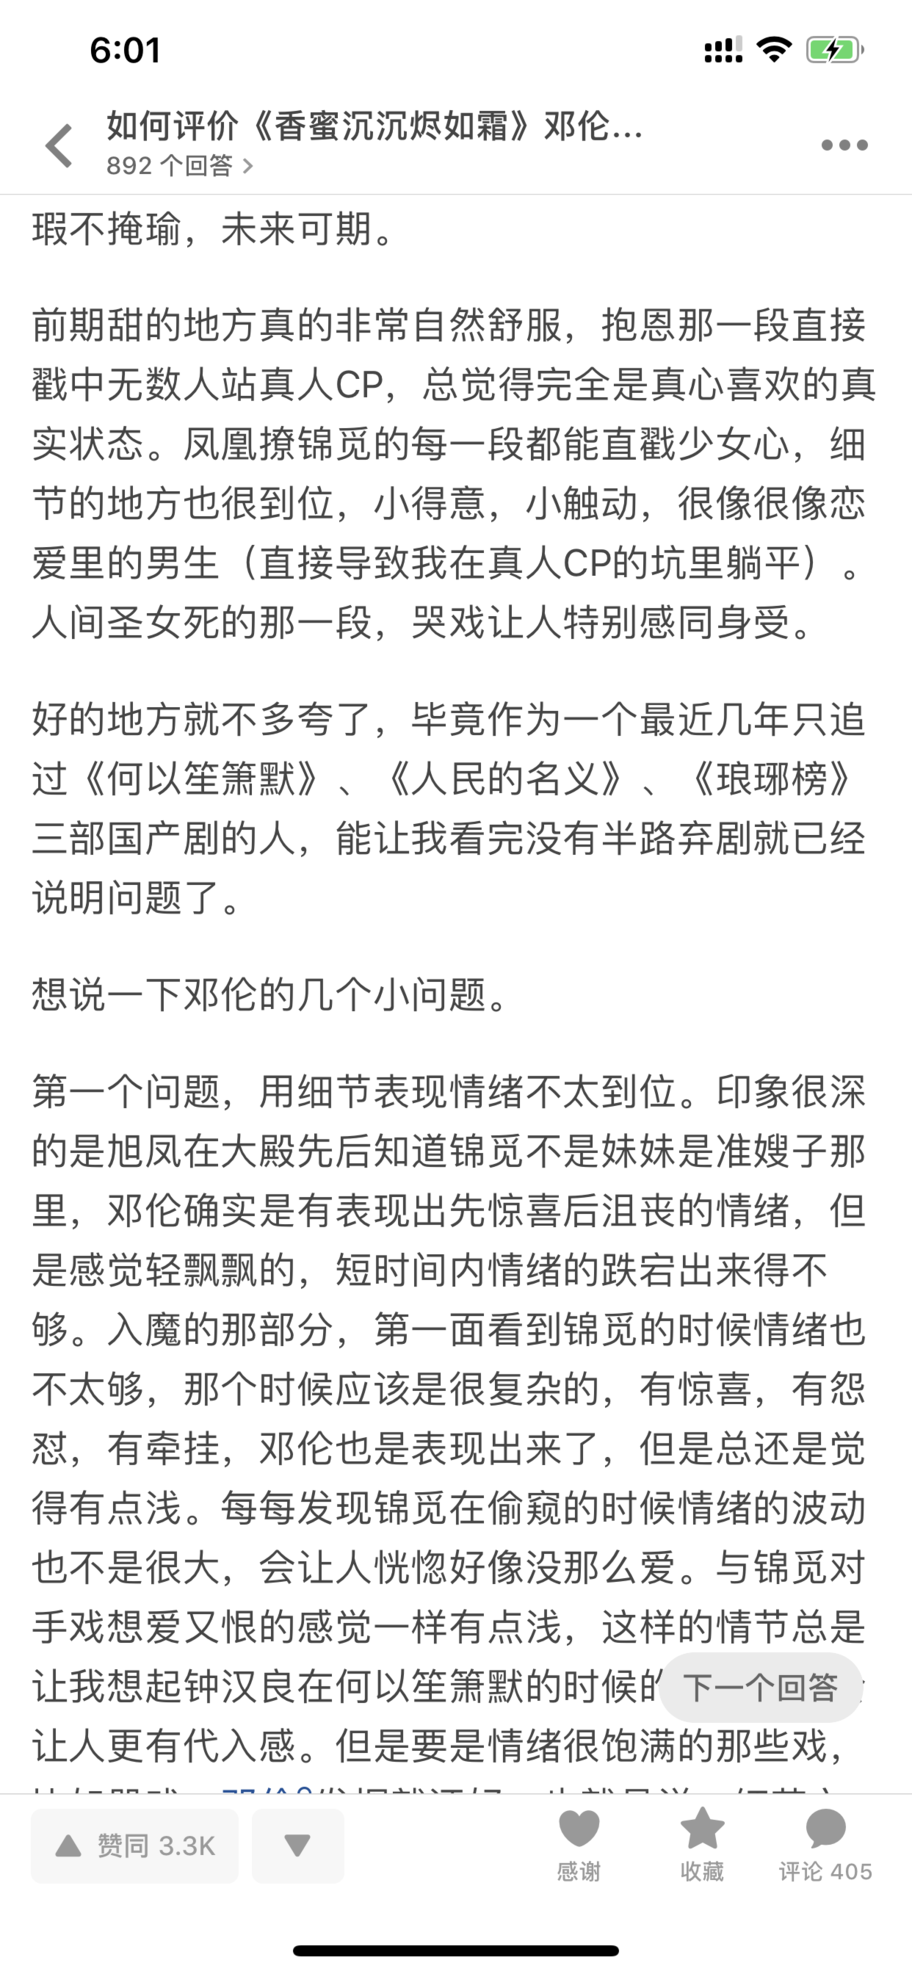 6:01
如何评价《香蜜沉沉烬如霜》邓伦...
892 个回答 >
瑕不掩瑜，未来可期。
前期甜的地方真的非常自然舒服，抱恩那一段直接
戳中无数人站真人CP，总觉得完全是真心喜欢的真
实状态。凤凰撩锦觅的每一段都能直戳少女心，细
节的地方也很到位，小得意，小触动，很像很像恋
爱里的男生（直接导致我在真人CP的坑里躺平）。
人间圣女死的那一段，哭戏让人特别感同身受。
好的地方就不多夸了，毕竟作为一个最近几年只追
过《何以笙箫默》、《人民的名义》、《琅琊榜》
三部国产剧的人，能让我看完没有半路弃剧就已经
说明问题了。
想说一下邓伦的几个小问题。
第一个问题，用细节表现情绪不太到位。印象很深
的是旭凤在大殿先后知道锦觅不是妹妹是准嫂子那
里，邓伦确实是有表现出先惊喜后沮丧的情绪，但
是感觉轻飘飘的，短时间内情绪的跌宕出来得不
够。入魔的那部分，第一面看到锦觅的时候情绪也
不太够，那个时候应该是很复杂的，有惊喜，有怨
怼，有牵挂，邓伦也是表现出来了，但是总还是觉
得有点浅。每每发现锦觅在偷窥的时候情绪的波动
也不是很大，会让人恍惚好像没那么爱。与锦觅对
手戏想爱又恨的感觉一样有点浅，这样的情节总是
让我想起钟汉良在何以笙箫默的时候的
下一个回答
让人更有代入感。但是要是情绪很饱满的那些戏，
赞同 3.3K
感谢
收藏
评论 405